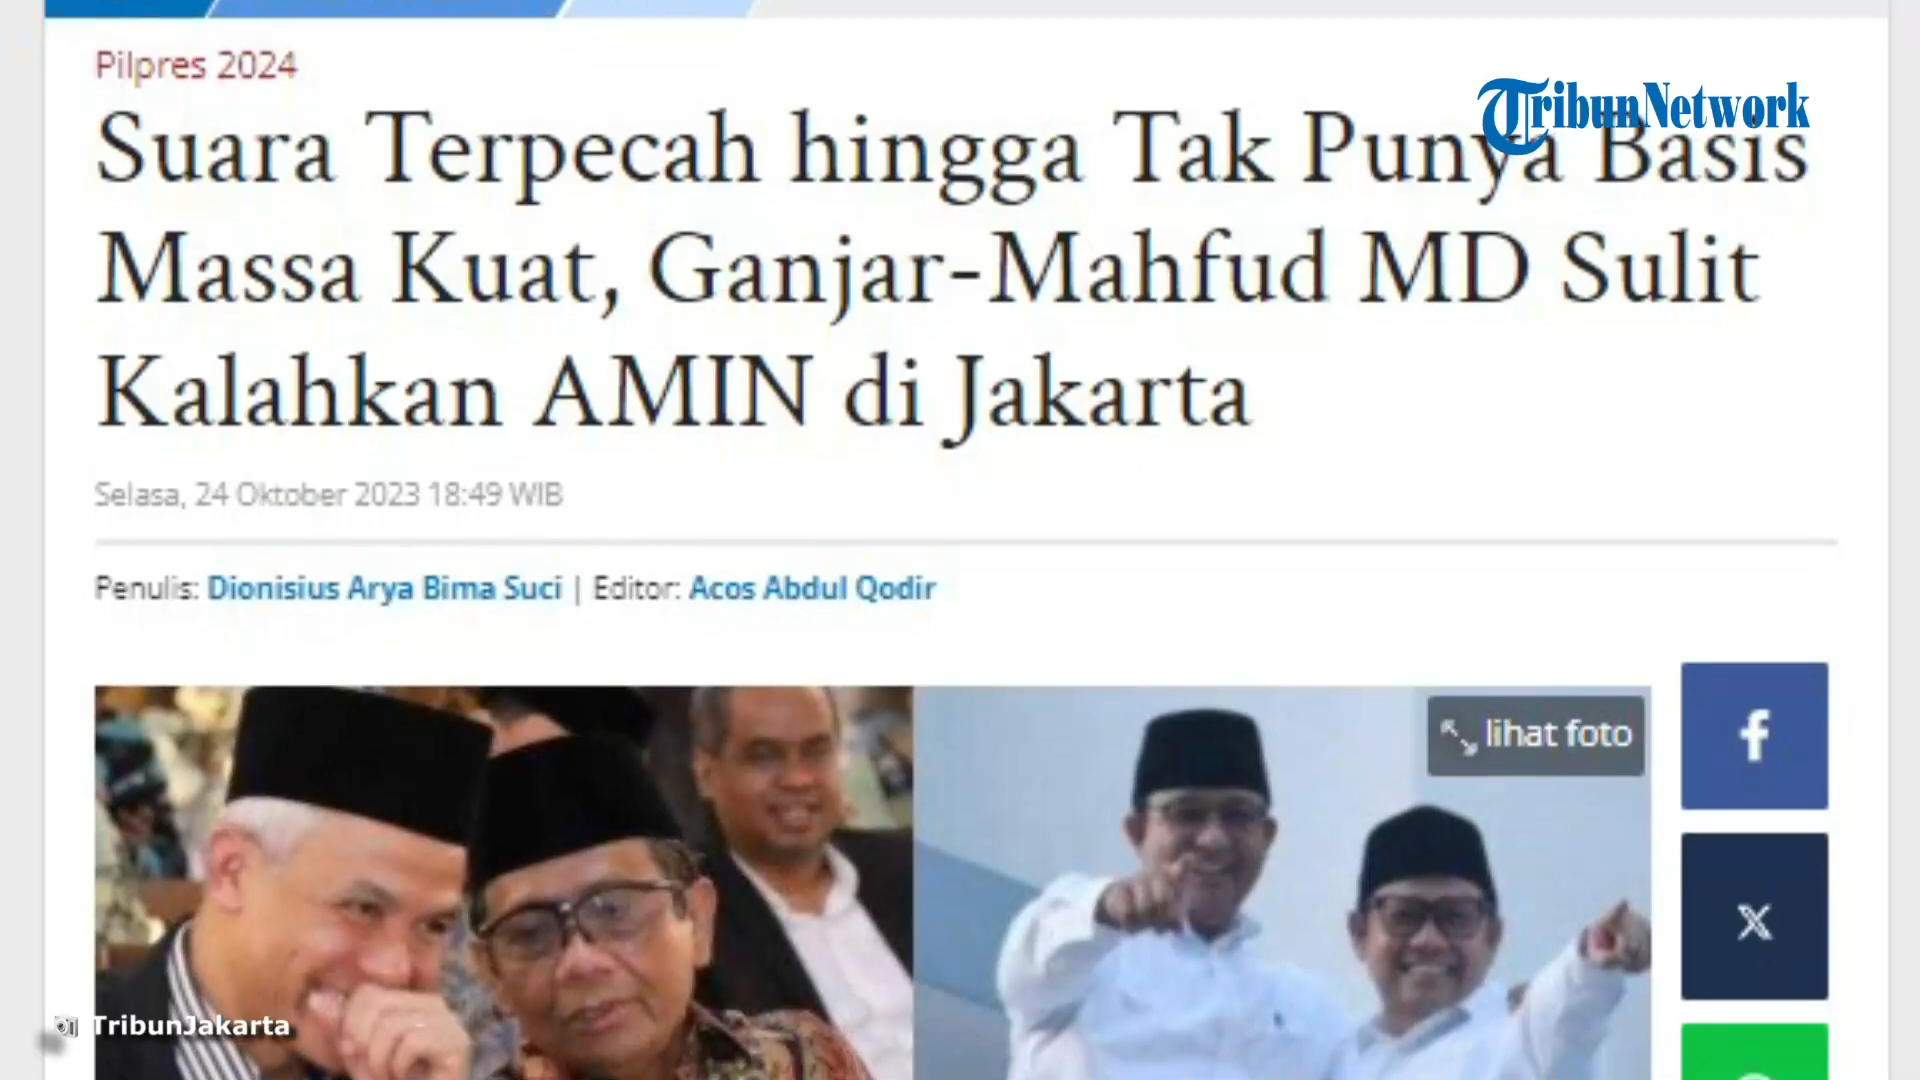 Pilpres 2024
TribunNetwork
Suara Terpecah hingga Tak Punya Basis
Massa Kuat, Ganjar-Mahfud MD Sulit
Kalahkan AMIN di Jakarta
Selasa, 24 Oktober 2023 18:49 WIB
Penulis: Dionisius Arya Bima Suci | Editor: Acos Abdul Qodir
lihat foto
TribunJakarta